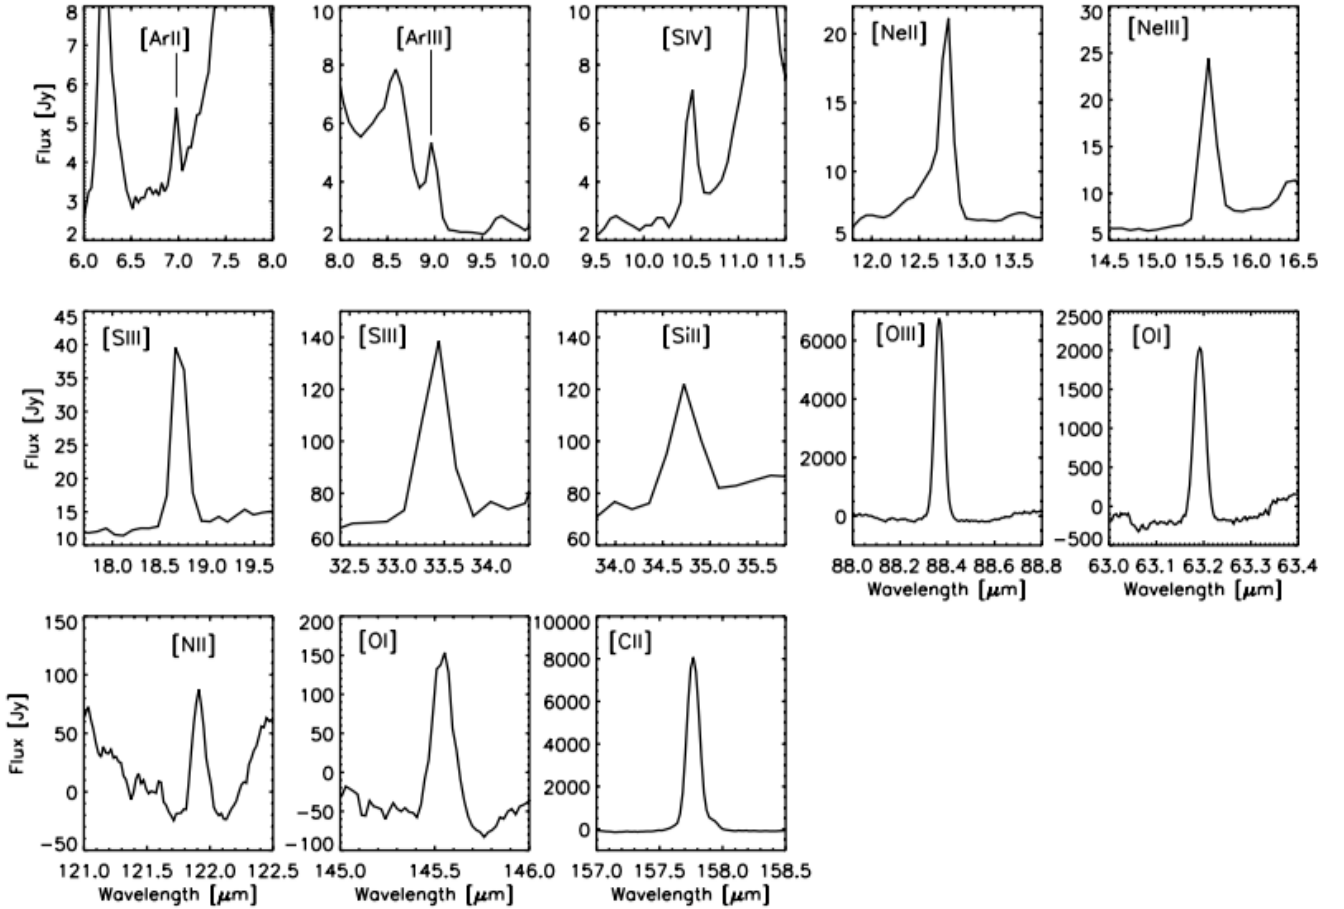 [ArII] [ArIII] [SIV] [NeII] [NeIII]
Flux [Jy]
8 7 6 5 4 3 2
10 8 6 4 2
10 8 6 4 2
20 15 10 5
30 25 20 15 10 5
6.0 6.5 7.0 7.5 8.0
8.0 8.5 9.0 9.5 10.0
9.5 10.0 10.5 11.0 11.5
12.0 12.5 13.0 13.5
14.5 15.0 15.5 16.0 16.5
[SIII] [SIII] [SiII] [OIII] [OI]
Flux [Jy]
45 40 35 30 25 20 15 10
140 120 100 80 60
140 120 100 80 60
6000 4000 2000 0
2500 2000 1500 1000 500 0 −500
18.0 18.5 19.0 19.5
32.5 33.0 33.5 34.0
34.0 34.5 35.0 35.5
88.0 88.2 88.4 88.6 88.8
63.0 63.1 63.2 63.3 63.4
Wavelength [μm] Wavelength [μm]
[NII] [OI] [CII]
Flux [Jy]
150 100 50 0 −50
200 150 100 50 0 −50 −100
10000 8000 6000 4000 2000 0
121.0 121.5 122.0 122.5
145.0 145.5 146.0
157.0 157.5 158.0 158.5
Wavelength [μm] Wavelength [μm] Wavelength [μm]